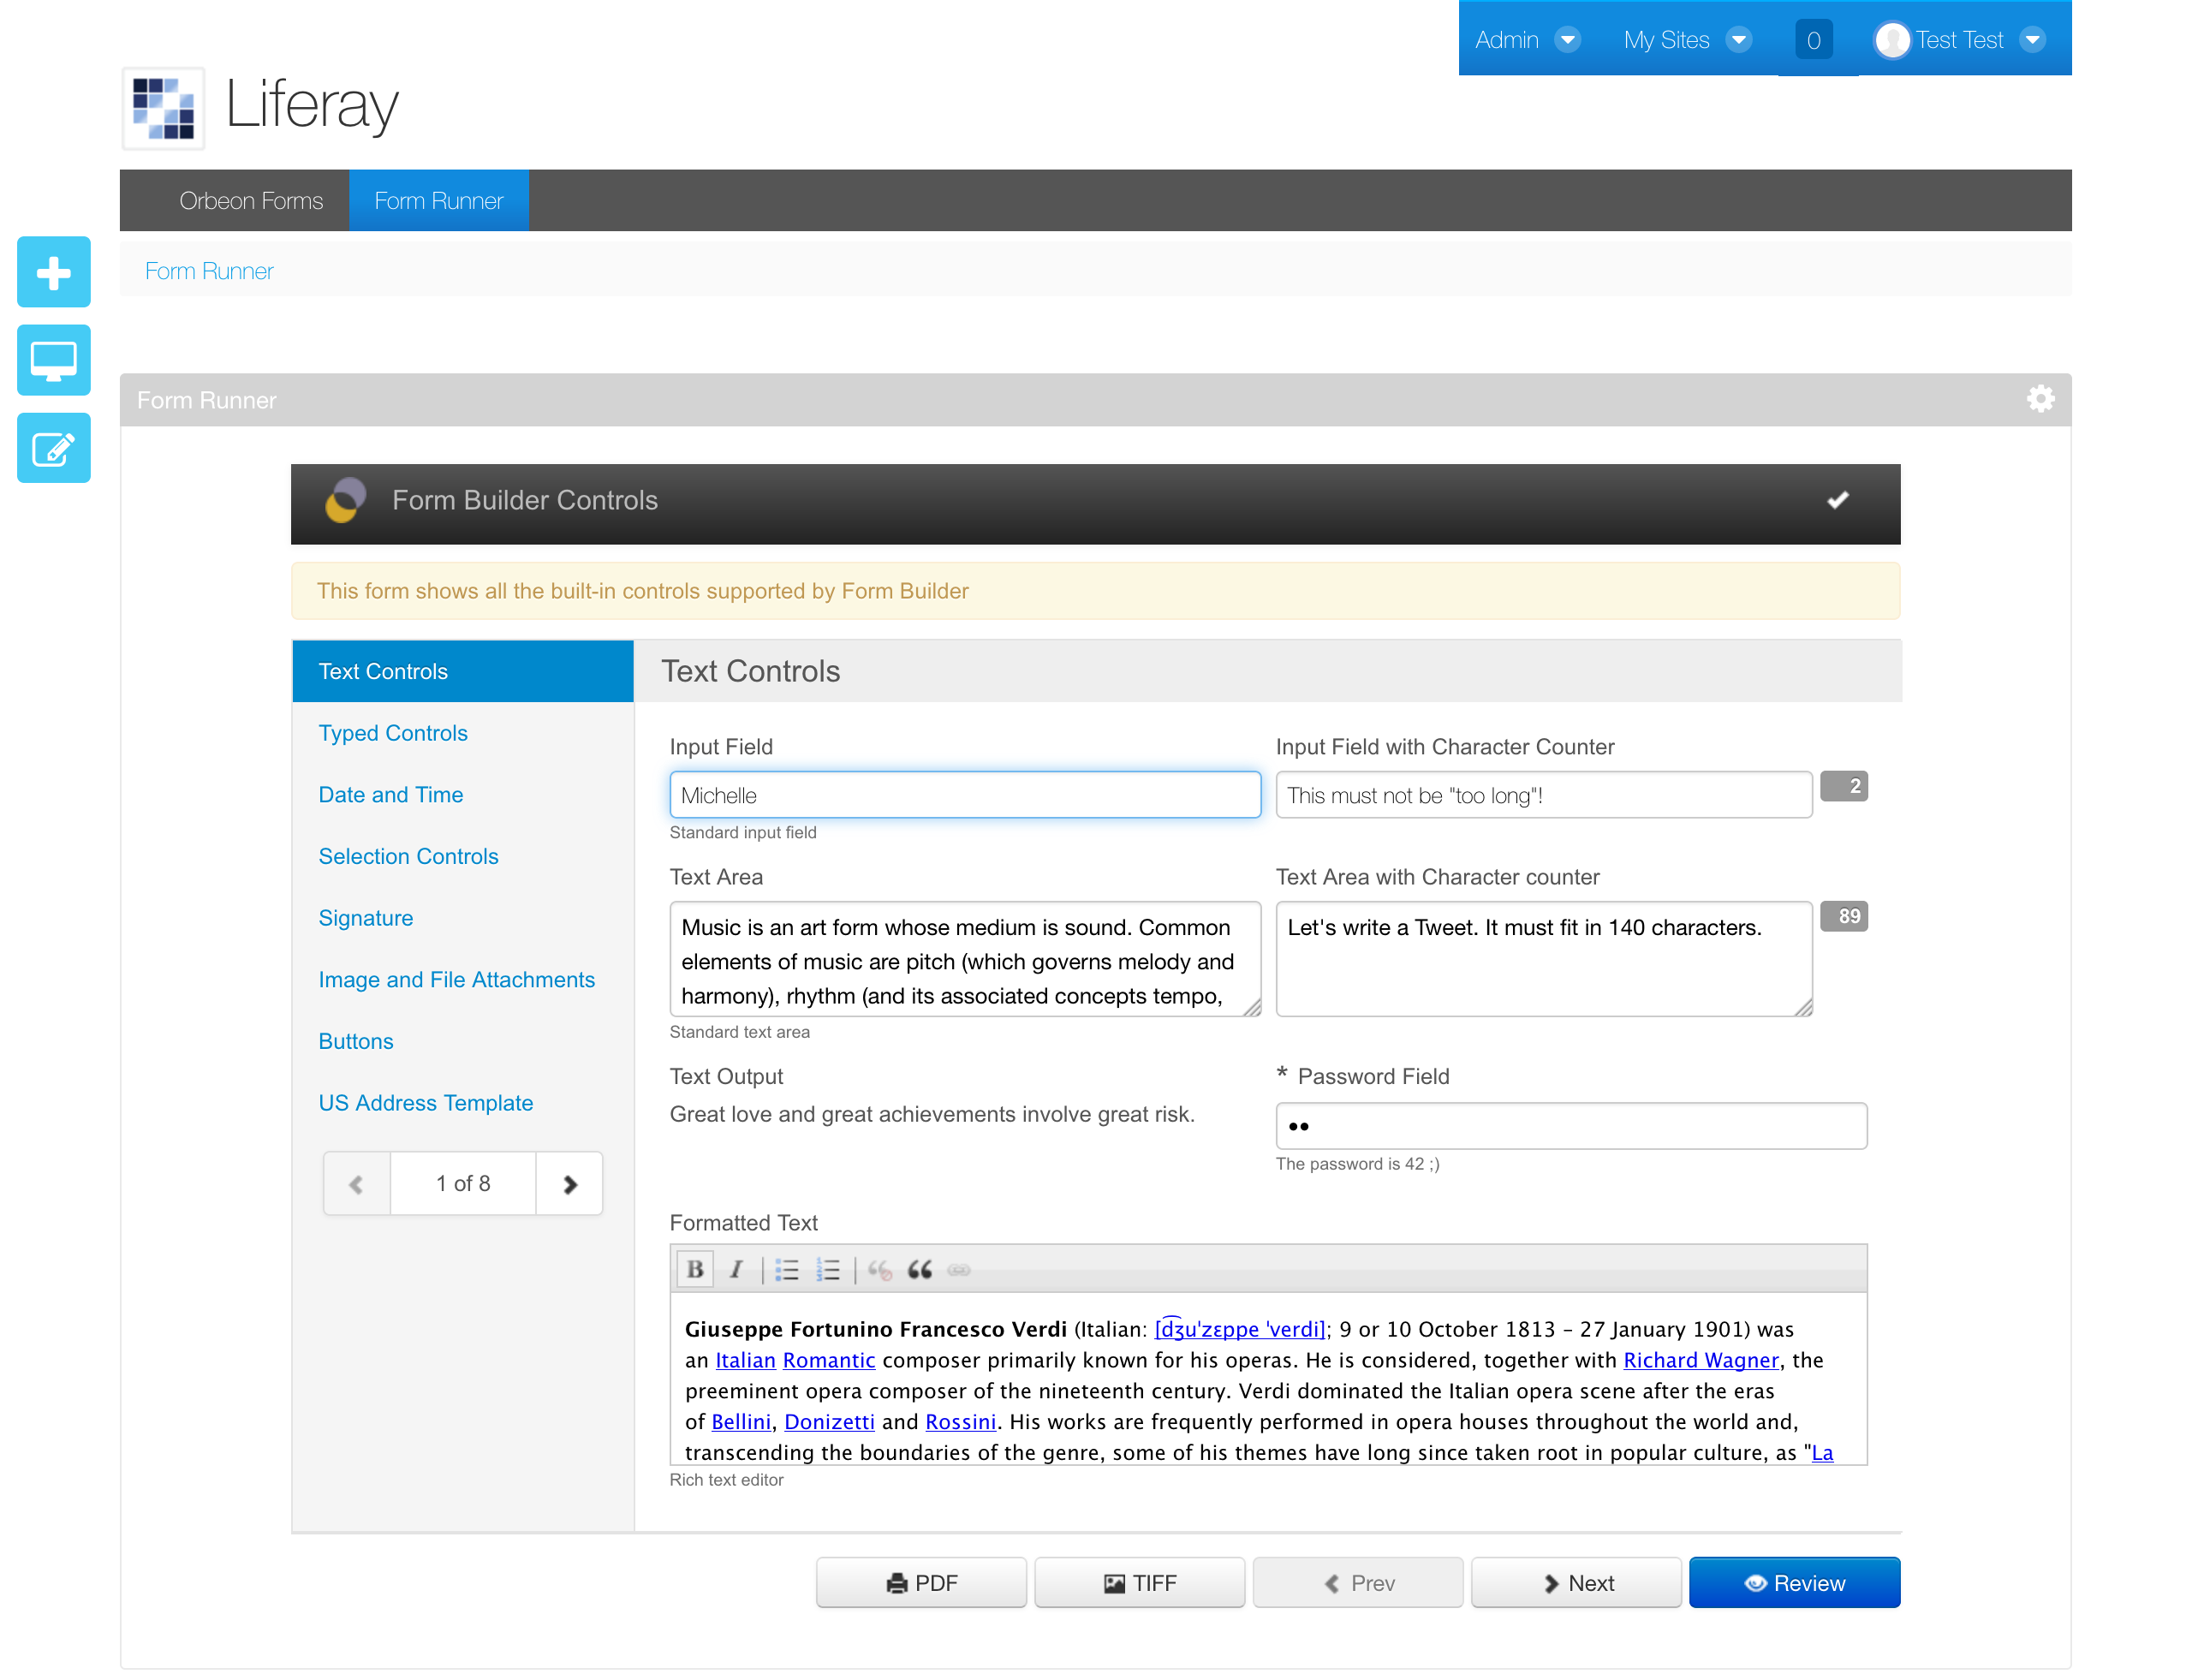 Admin
My Sites
0
Test Test
Liferay
Orbeon Forms
Form Runner
Form Runner
Form Runner
Form Builder Controls
This form shows all the built-in controls supported by Form Builder
Text Controls
Typed Controls
Date and Time
Selection Controls
Signature
Image and File Attachments
Buttons
US Address Template
1 of 8
Text Controls
Input Field
Michelle
Standard input field
Input Field with Character Counter
This must not be "too long"!
2
Text Area
Music is an art form whose medium is sound. Common
elements of music are pitch (which governs melody and
harmony), rhythm (and its associated concepts tempo,
Standard text area
Text Area with Character counter
Let's write a Tweet. It must fit in 140 characters.
89
Text Output
Great love and great achievements involve great risk.
* Password Field
••
The password is 42 ;)
Formatted Text
B I
Giuseppe Fortunino Francesco Verdi (Italian: [d͡ʒuˈzɛppe ˈverdi]; 9 or 10 October 1813 – 27 January 1901) was
an Italian Romantic composer primarily known for his operas. He is considered, together with Richard Wagner, the
preeminent opera composer of the nineteenth century. Verdi dominated the Italian opera scene after the eras
of Bellini, Donizetti and Rossini. His works are frequently performed in opera houses throughout the world and,
transcending the boundaries of the genre, some of his themes have long since taken root in popular culture, as "La
Rich text editor
PDF
TIFF
Prev
Next
Review